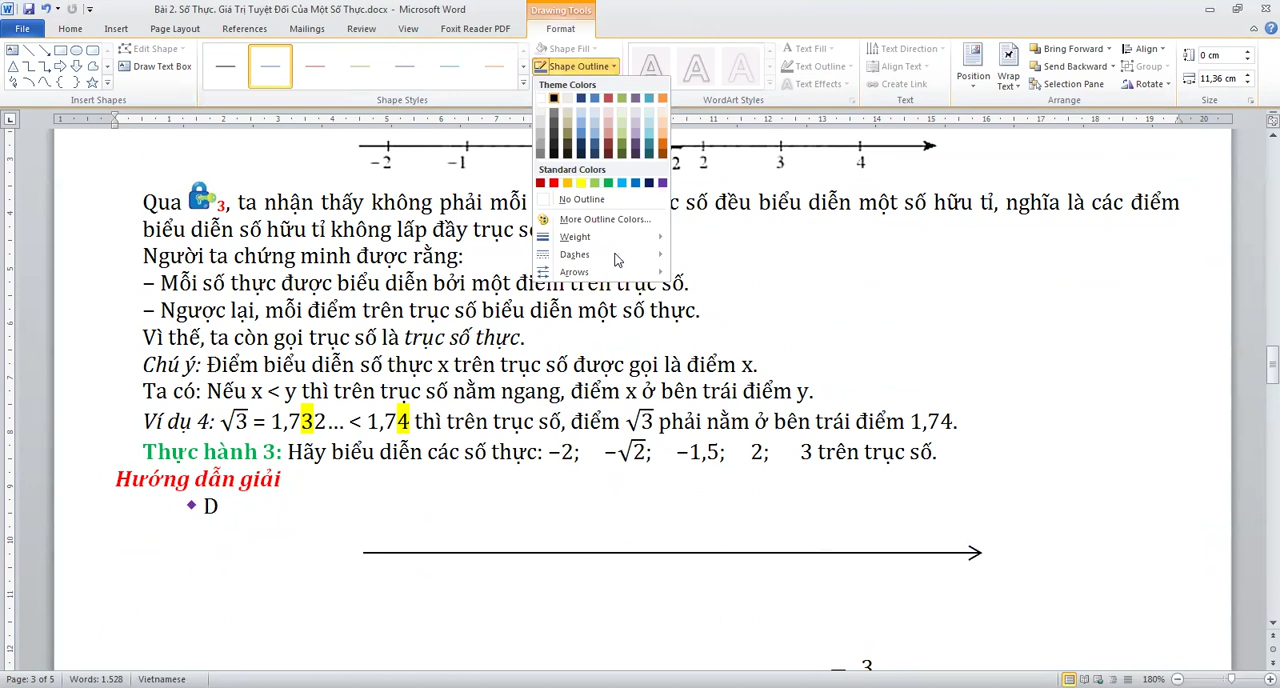 Bài 2. Số Thực. Giá Trị Tuyệt Đối Của Một Số Thực.docx - Microsoft Word
Drawing Tools
File Home Insert Page Layout References Mailings Review View Foxit Reader PDF Format
Edit Shape
Draw Text Box
Insert Shapes
Shape Styles
Shape Fill
Shape Outline
A A A
WordArt Styles
Text Fill
Text Outline
Text Effects
Text Direction
Align Text
Create Link
Text
Position
Wrap Text
Bring Forward
Send Backward
Selection Pane
Align
Group
Rotate
Arrange
0 cm
11,36 cm
Size
Theme Colors
Standard Colors
No Outline
More Outline Colors...
Weight
Dashes
Arrows
−2 −1 2 2 3 4
Qua 3, ta nhận thấy không phải mỗi số đều biểu diễn một số hữu tỉ, nghĩa là các điểm
biểu diễn số hữu tỉ không lấp đầy trục số
Người ta chứng minh được rằng:
− Mỗi số thực được biểu diễn bởi một điểm trên trục số.
− Ngược lại, mỗi điểm trên trục số biểu diễn một số thực.
Vì thế, ta còn gọi trục số là trục số thực.
Chú ý: Điểm biểu diễn số thực x trên trục số được gọi là điểm x.
Ta có: Nếu x < y thì trên trục số nằm ngang, điểm x ở bên trái điểm y.
Ví dụ 4: √3 = 1,732... < 1,74 thì trên trục số, điểm √3 phải nằm ở bên trái điểm 1,74.
Thực hành 3: Hãy biểu diễn các số thực: −2; −√2; −1,5; 2; 3 trên trục số.
Hướng dẫn giải
◆ D
3
Page: 3 of 5 Words: 1.528 Vietnamese 180%